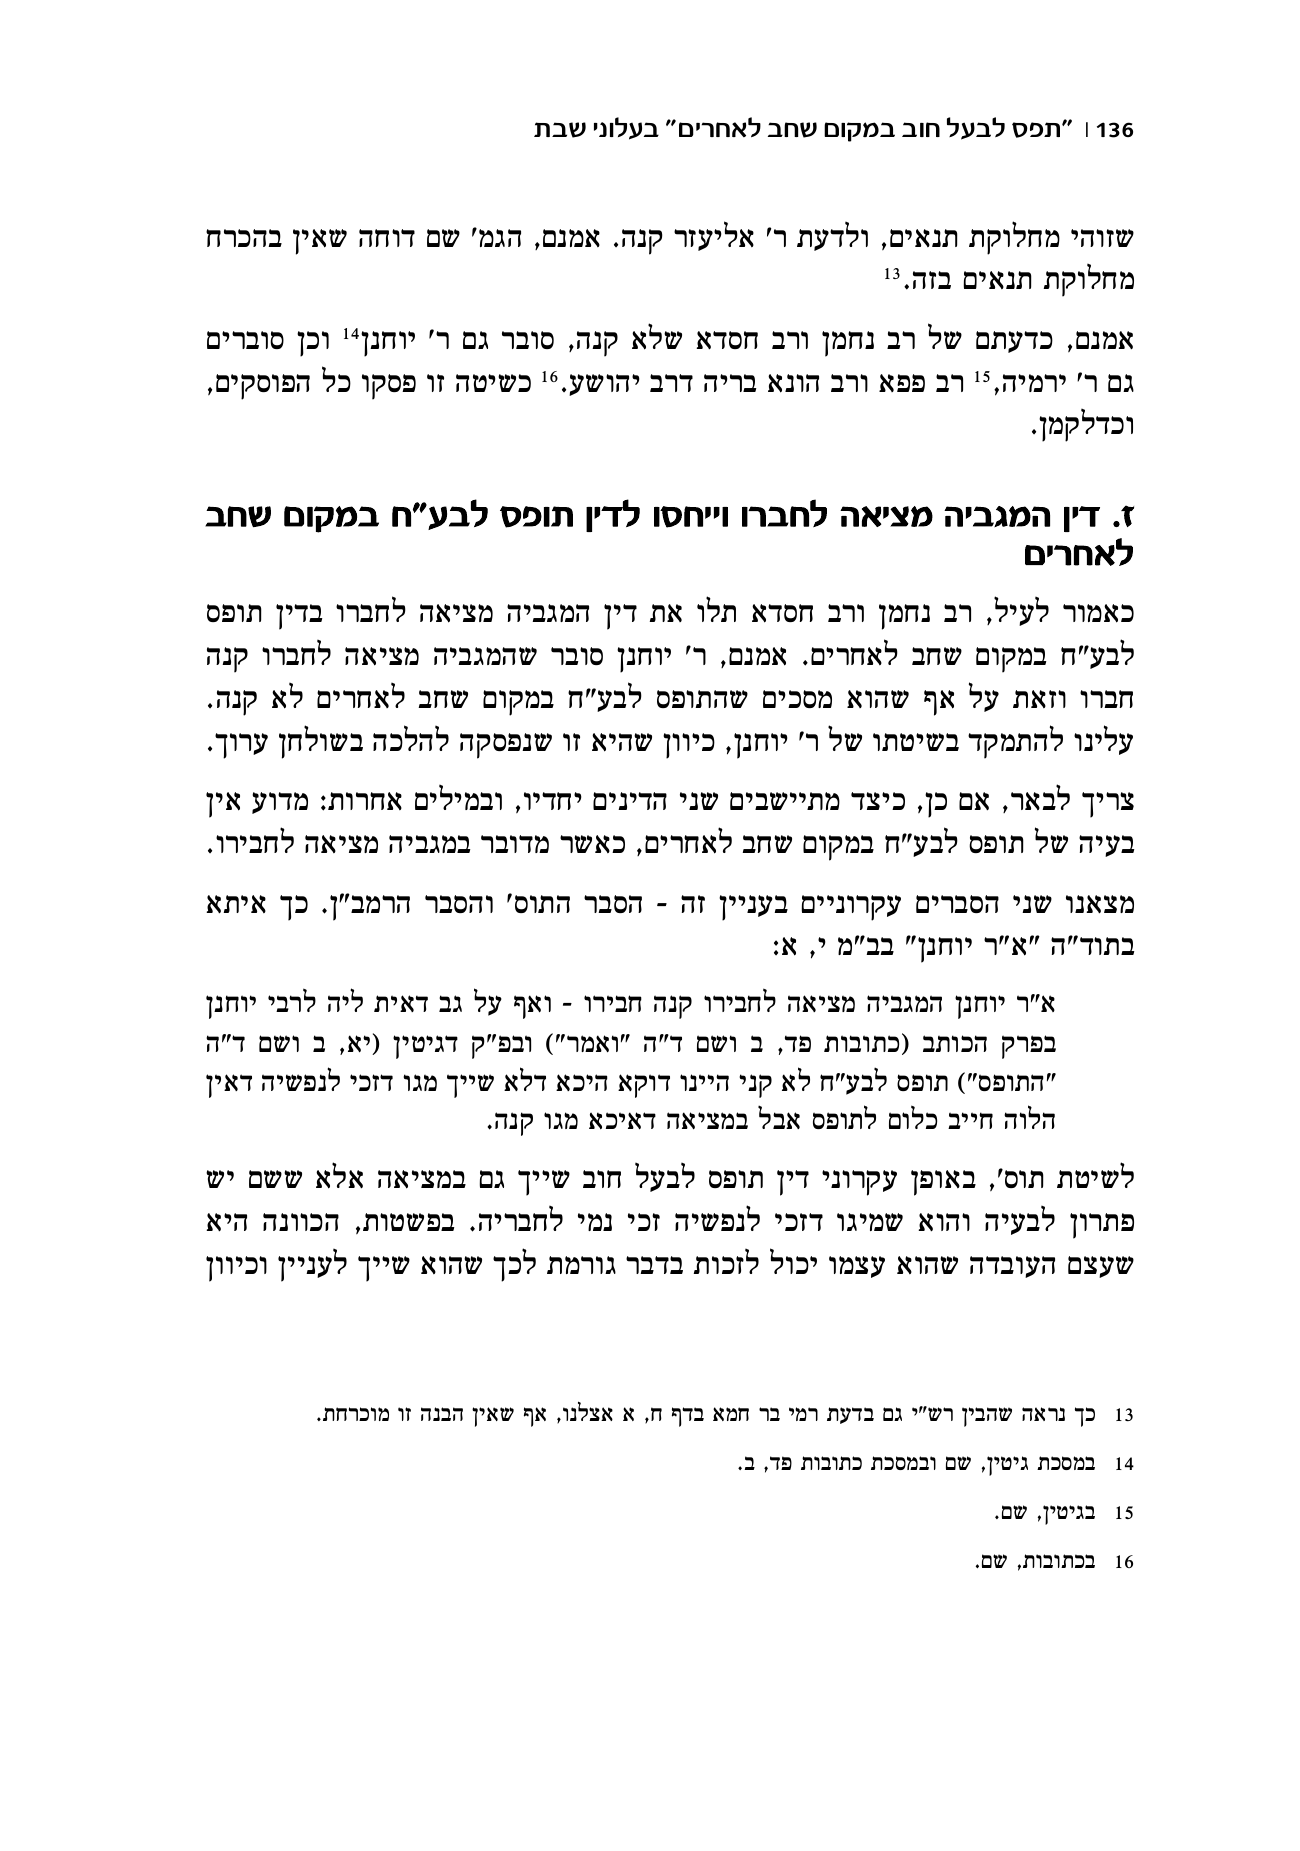 136 | "תפס לבעל חוב במקום שחב לאחרים" בעלוני שבת
שזוהי מחלוקת תנאים, ולדעת ר' אליעזר קנה. אמנם, הגמ' שם דוחה שאין בהכרח
מחלוקת תנאים בזה.13
אמנם, כדעתם של רב נחמן ורב חסדא שלא קנה, סובר גם ר' יוחנן14 וכן סוברים
גם ר' ירמיה,15 רב פפא ורב הונא בריה דרב יהושע.16 כשיטה זו פסקו כל הפוסקים,
וכדלקמן.
ז. דין המגביה מציאה לחברו וייחסו לדין תופס לבע"ח במקום שחב
לאחרים
כאמור לעיל, רב נחמן ורב חסדא תלו את דין המגביה מציאה לחברו בדין תופס
לבע"ח במקום שחב לאחרים. אמנם, ר' יוחנן סובר שהמגביה מציאה לחברו קנה
חברו וזאת על אף שהוא מסכים שהתופס לבע"ח במקום שחב לאחרים לא קנה.
עלינו להתמקד בשיטתו של ר' יוחנן, כיוון שהיא זו שנפסקה להלכה בשולחן ערוך.
צריך לבאר, אם כן, כיצד מתיישבים שני הדינים יחדיו, ובמילים אחרות: מדוע אין
בעיה של תופס לבע"ח במקום שחב לאחרים, כאשר מדובר במגביה מציאה לחבירו.
מצאנו שני הסברים עקרוניים בעניין זה - הסבר התוס' והסבר הרמב"ן. כך איתא
בתוד"ה "א"ר יוחנן" בב"מ י, א:
א"ר יוחנן המגביה מציאה לחבירו קנה חבירו - ואף על גב דאית ליה לרבי יוחנן
בפרק הכותב (כתובות פד, ב ושם ד"ה "ואמר") ובפ"ק דגיטין (יא, ב ושם ד"ה
"התופס") תופס לבע"ח לא קני היינו דוקא היכא דלא שייך מגו דזכי לנפשיה דאין
הלוה חייב כלום לתופס אבל במציאה דאיכא מגו קנה.
לשיטת תוס', באופן עקרוני דין תופס לבעל חוב שייך גם במציאה אלא ששם יש
פתרון לבעיה והוא שמיגו דזכי לנפשיה זכי נמי לחבריה. בפשטות, הכוונה היא
שעצם העובדה שהוא עצמו יכול לזכות בדבר גורמת לכך שהוא שייך לעניין וכיוון
13 כך נראה שהבין רש"י גם בדעת רמי בר חמא בדף ח, א אצלנו, אף שאין הבנה זו מוכרחת.
14 במסכת גיטין, שם ובמסכת כתובות פד, ב.
15 בגיטין, שם.
16 בכתובות, שם.